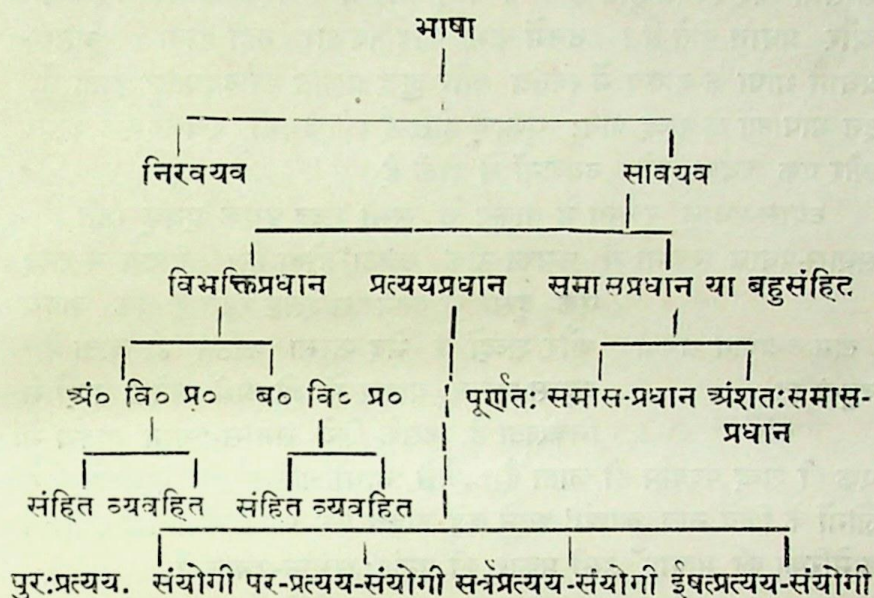 भाषा
निरवयव सावयव
विभक्तिप्रधान प्रत्ययप्रधान समासप्रधान या बहुसंहित
अं० वि० प्र० ब० वि० प्र० पूर्णत: समास-प्रधान अंशत:समास-
प्रधान
संहित व्यवहित संहित व्यवहित
पुर:प्रत्यय. संयोगी पर-प्रत्यय-संयोगी सर्वप्रत्यय-संयोगी ईषत्प्रत्यय-संयोगी